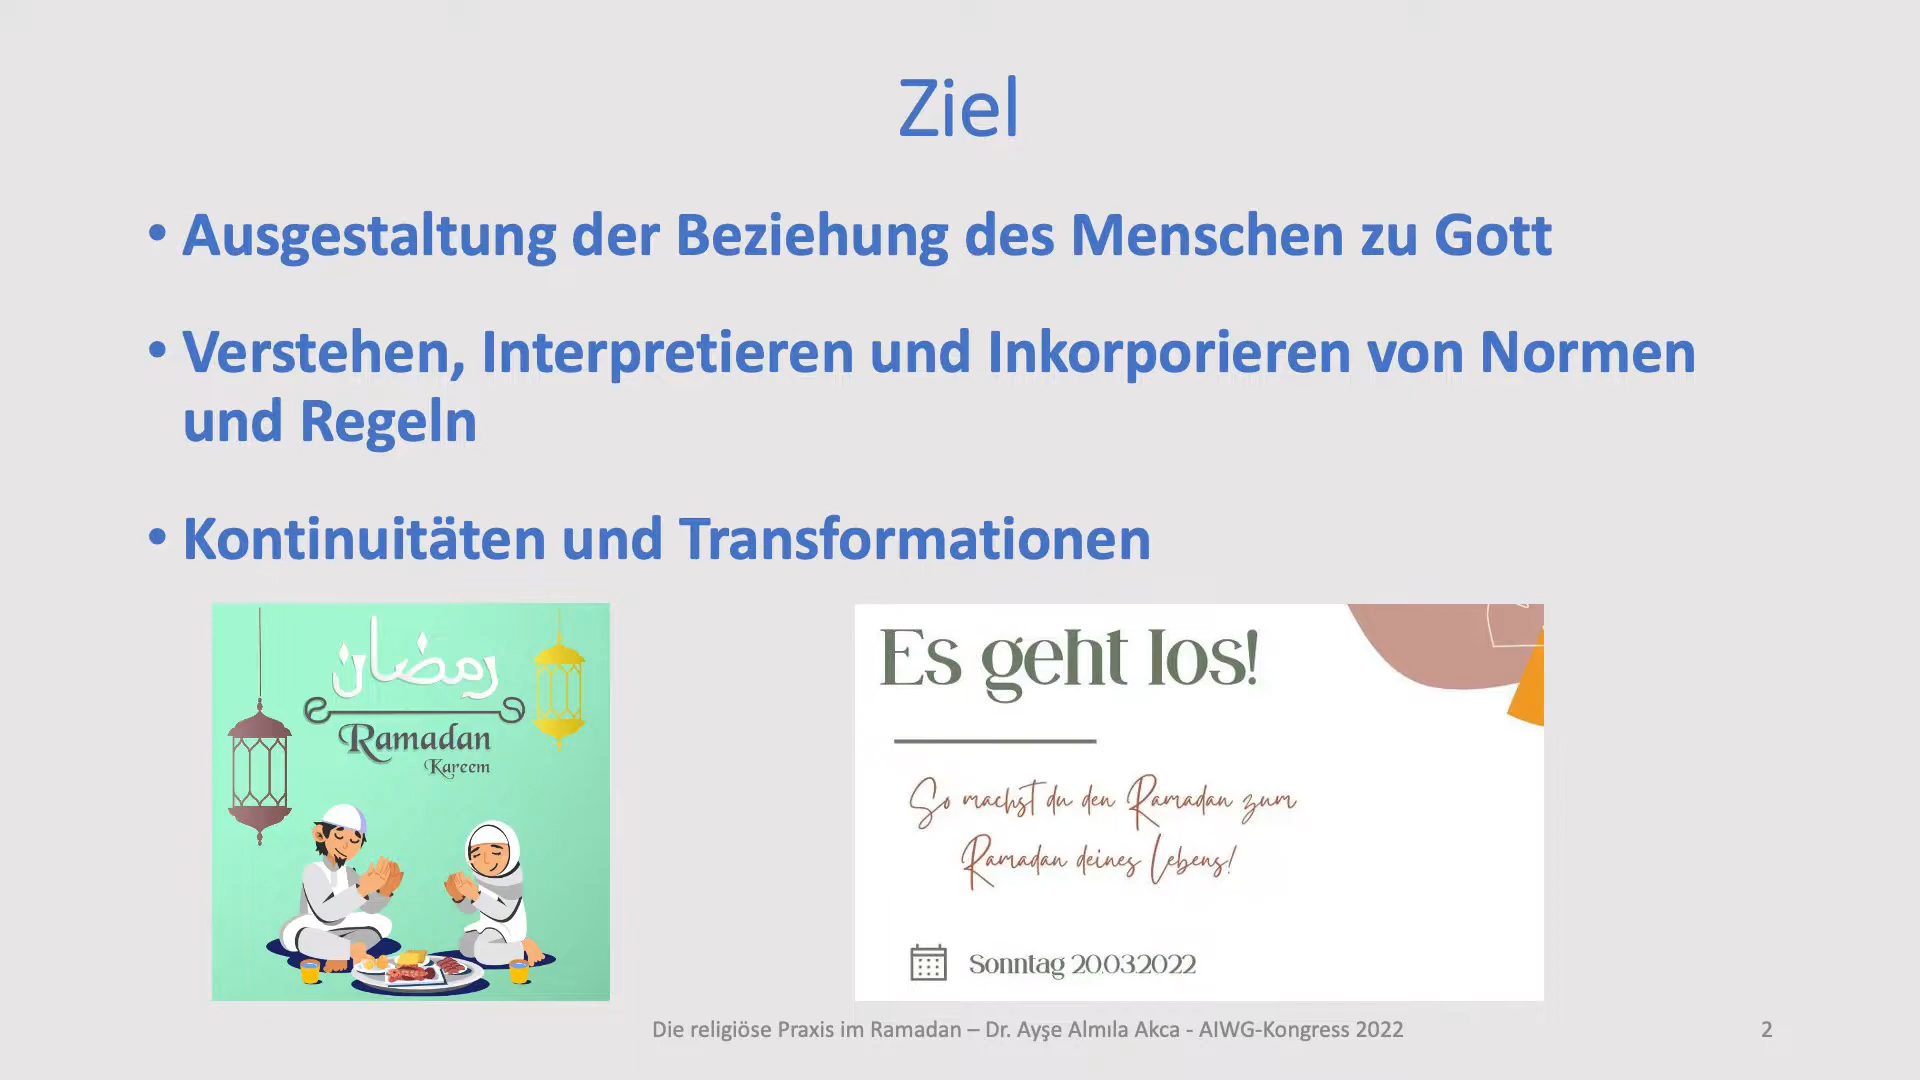 Ziel
• Ausgestaltung der Beziehung des Menschen zu Gott
• Verstehen, Interpretieren und Inkorporieren von Normen
und Regeln
• Kontinuitäten und Transformationen
رمضان
Ramadan
Kareem
Es geht los!
So machst du den Ramadan zum
Ramadan deines Lebens!
Sonntag 20.03.2022
Die religiöse Praxis im Ramadan – Dr. Ayşe Almıla Akca - AIWG-Kongress 2022
2